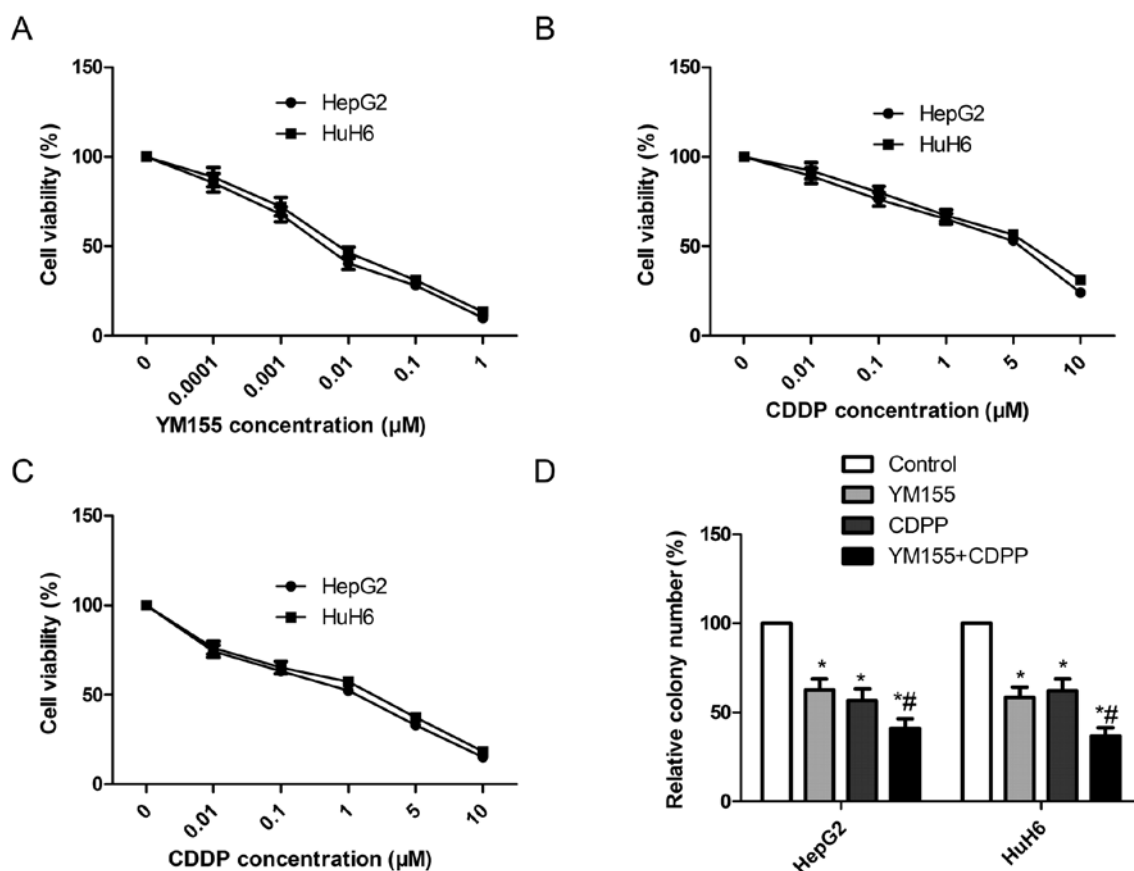 A
150
100
50
0
Cell viability (%)
HepG2
HuH6
0
0.0001
0.001
0.01
0.1
1
YM155 concentration (μM)
B
150
100
50
0
Cell viability (%)
HepG2
HuH6
0
0.01
0.1
1
5
10
CDDP concentration (μM)
C
150
100
50
0
Cell viability (%)
HepG2
HuH6
0
0.01
0.1
1
5
10
CDDP concentration (μM)
D
Control
YM155
CDPP
YM155+CDPP
150
100
50
0
Relative colony number (%)
*
*
*#
*
*
*#
HepG2
HuH6